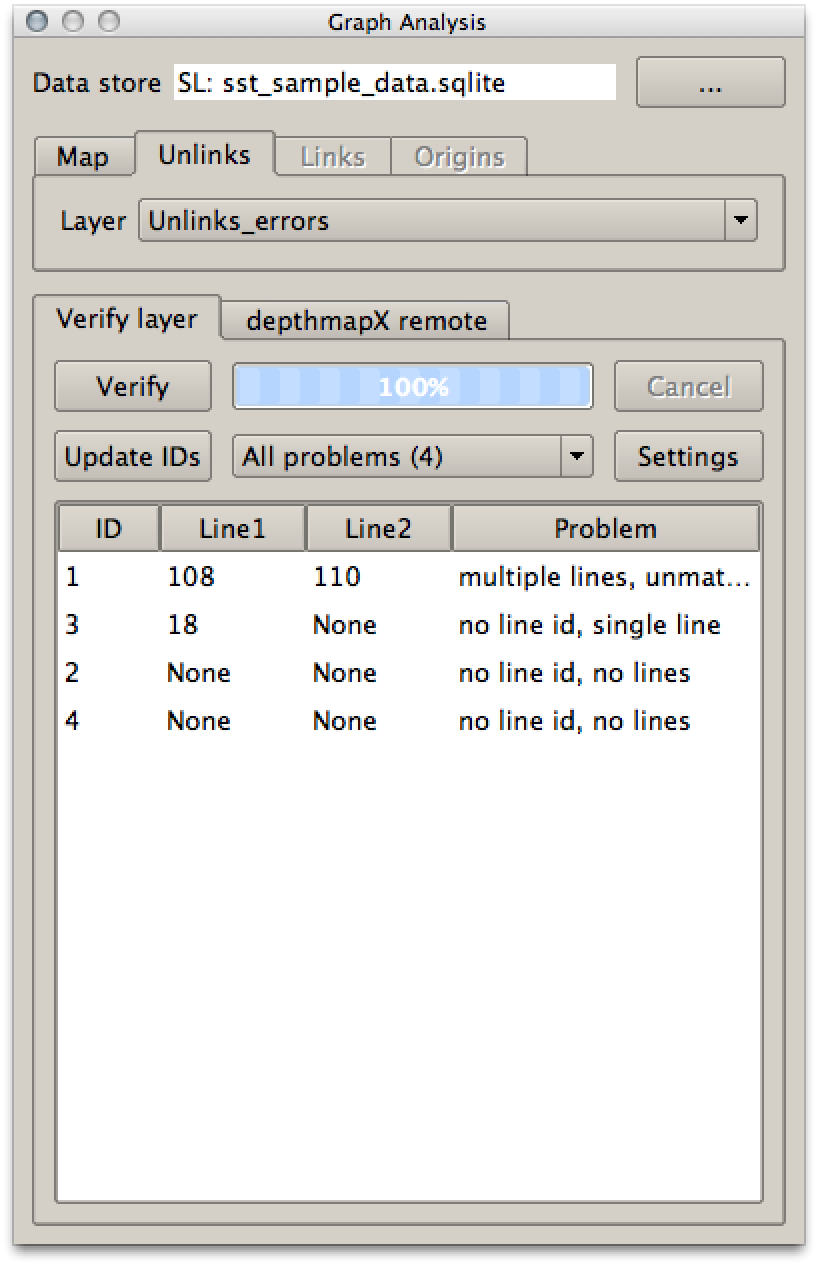 Graph Analysis
Data store SL: sst_sample_data.sqlite ...
Map Unlinks Links Origins
Layer Unlinks_errors
Verify layer depthmapX remote
Verify 100% Cancel
Update IDs All problems (4) Settings
ID Line1 Line2 Problem
1 108 110 multiple lines, unmat...
3 18 None no line id, single line
2 None None no line id, no lines
4 None None no line id, no lines